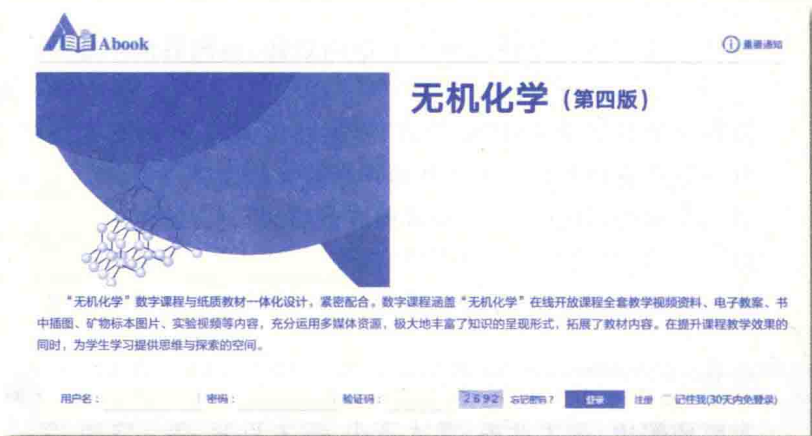 Abook
重要通知
无机化学（第四版）
“无机化学”数字课程与纸质教材一体化设计，紧密配合。数字课程涵盖“无机化学”在线开放课程全套教学视频资料、电子教案、书
中插图、矿物标本图片、实验视频等内容，充分运用多媒体资源，极大地丰富了知识的呈现形式，拓展了教材内容。在提升课程教学效果的
同时，为学生学习提供思维与探索的空间。
用户名： 密码： 验证码： 2692 忘记密码？ 登录 注册 记住我(30天内免登录)